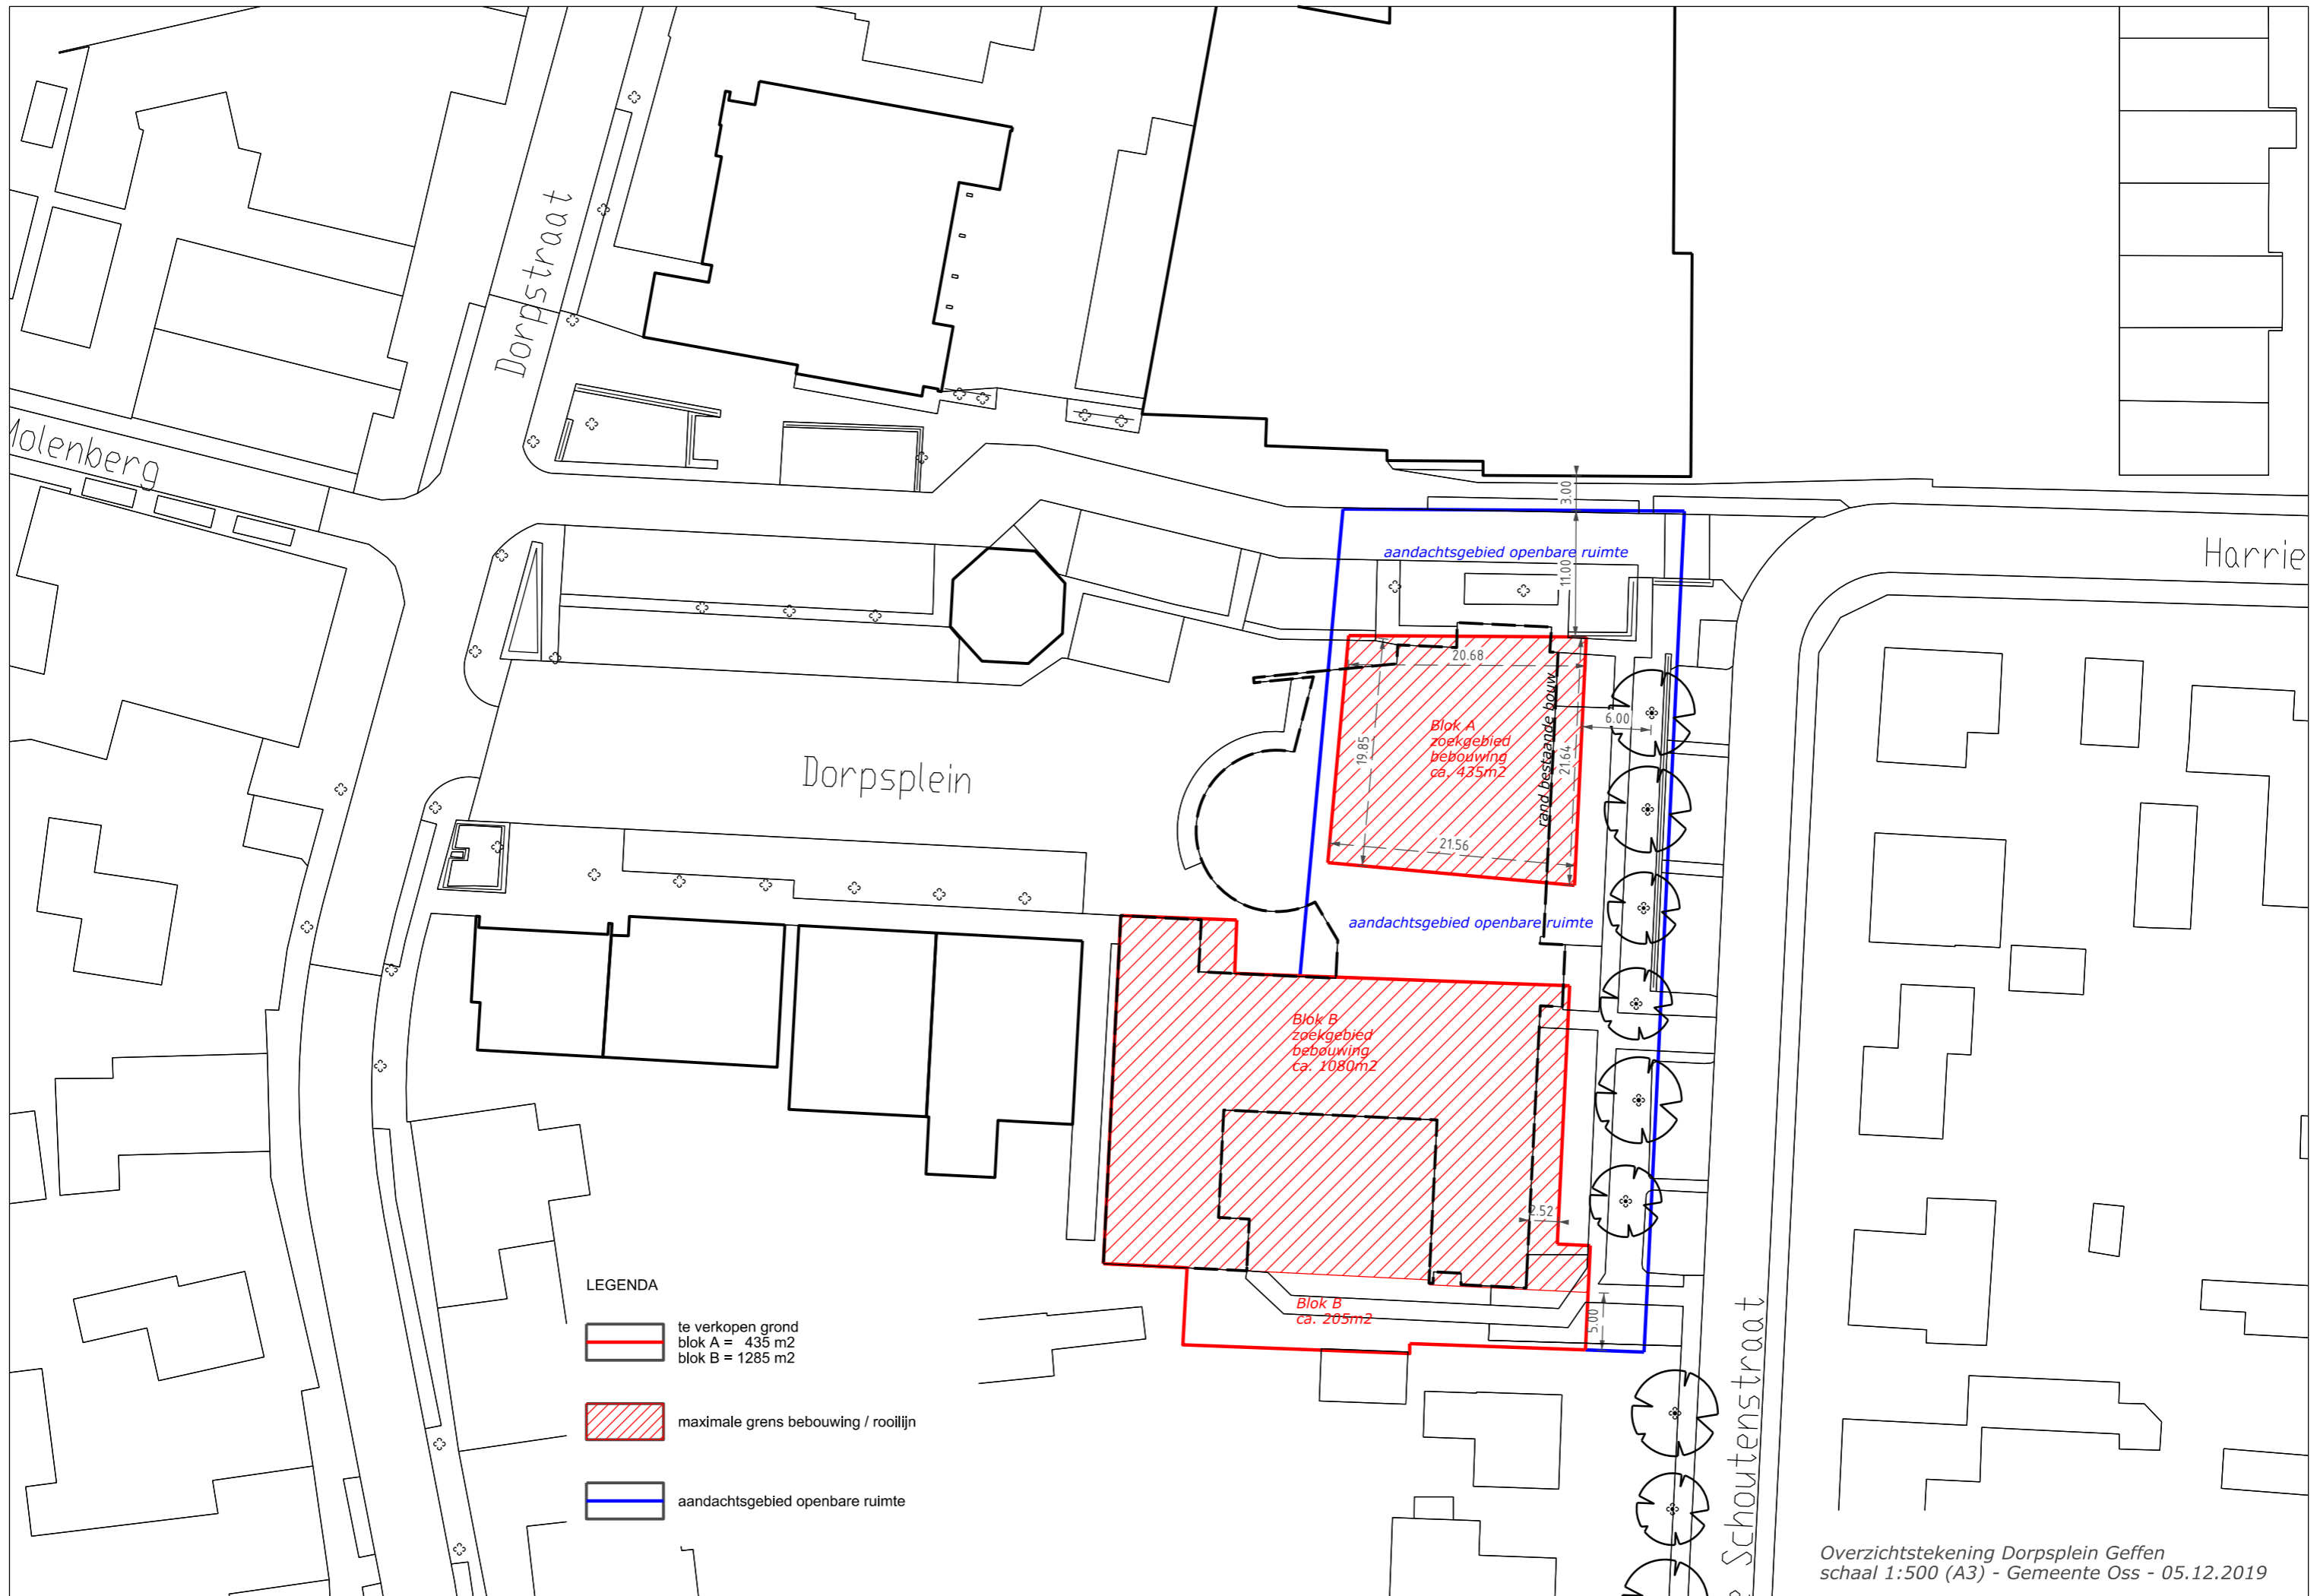 Dorpstraat
Molenberg
Harrie
3.00
aandachtsgebied openbare ruimte
11.00
20.68
rand bestaande bouw
6.00
Blok A
zoekgebied
bebouwing
ca. 435m2
19.85
21.64
Dorpsplein
21.56
aandachtsgebied openbare ruimte
Blok B
zoekgebied
bebouwing
ca. 1080m2
2.52
Blok B
ca. 205m2
5.00
LEGENDA
te verkopen grond
blok A = 435 m2
blok B = 1285 m2
maximale grens bebouwing / rooilijn
aandachtsgebied openbare ruimte
Schoutenstraat
Overzichtstekening Dorpsplein Geffen
schaal 1:500 (A3) - Gemeente Oss - 05.12.2019